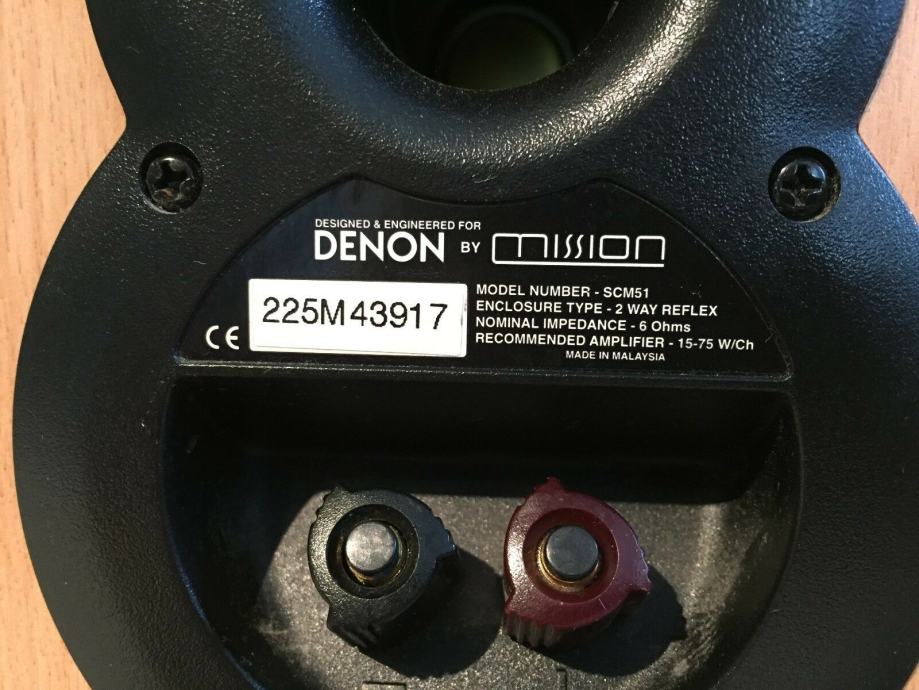 DESIGNED & ENGINEERED FOR
DENON BY mission
225M43917
MODEL NUMBER - SCM51
ENCLOSURE TYPE - 2 WAY REFLEX
NOMINAL IMPEDANCE - 6 Ohms
RECOMMENDED AMPLIFIER - 15-75 W/Ch
MADE IN MALAYSIA
CE